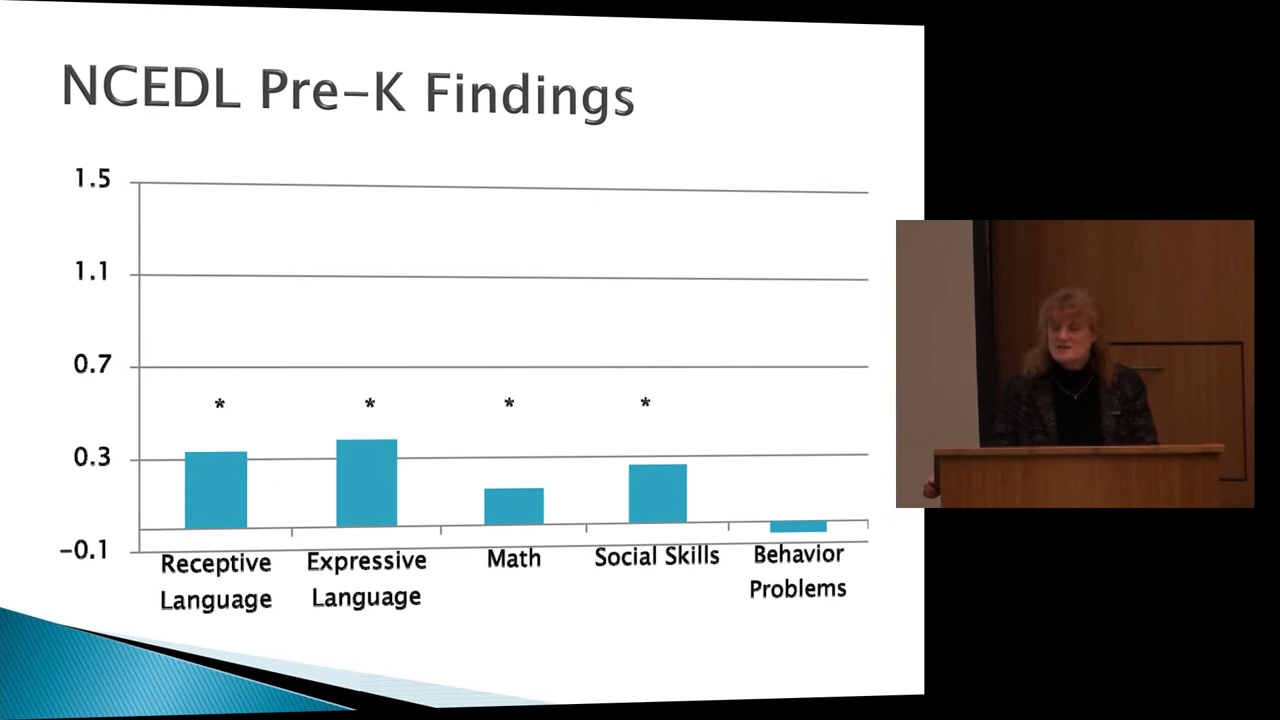 NCEDL Pre-K Findings
1.5
1.1
0.7
0.3
-0.1
* * * *
Receptive Language
Expressive Language
Math
Social Skills
Behavior Problems